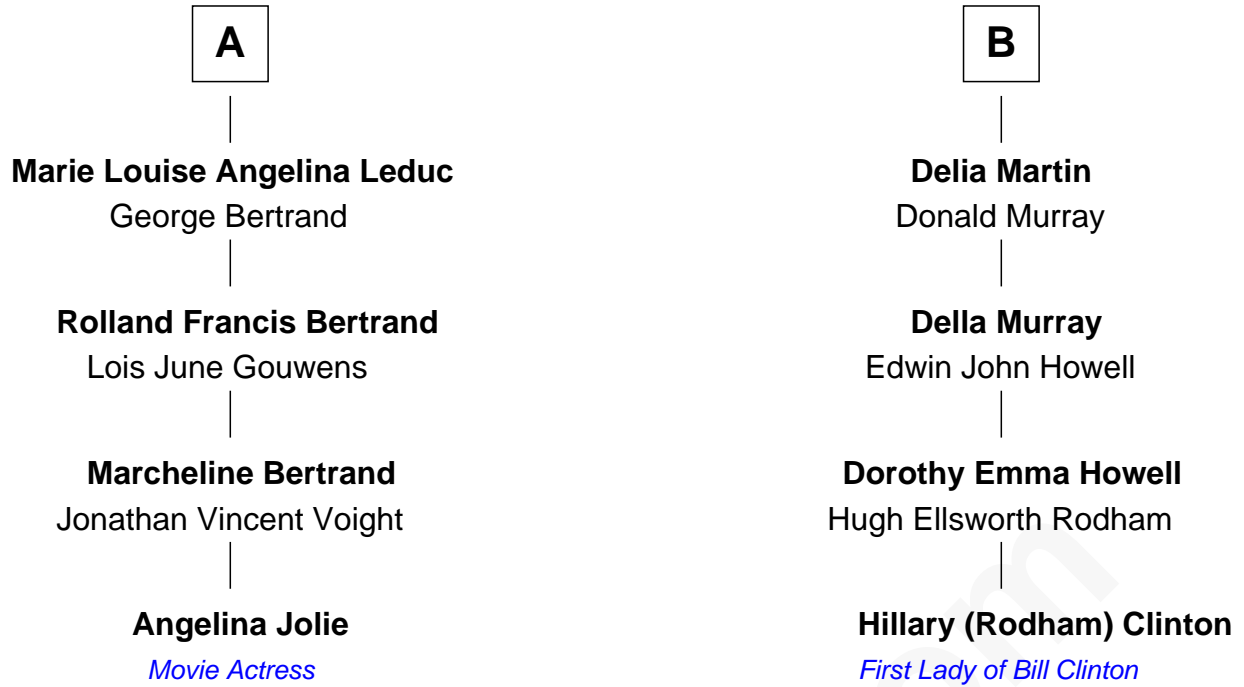 A
B
Marie Louise Angelina Leduc
George Bertrand
Delia Martin
Donald Murray
Rolland Francis Bertrand
Lois June Gouwens
Della Murray
Edwin John Howell
Marcheline Bertrand
Jonathan Vincent Voight
Dorothy Emma Howell
Hugh Ellsworth Rodham
Angelina Jolie
Movie Actress
Hillary (Rodham) Clinton
First Lady of Bill Clinton
om